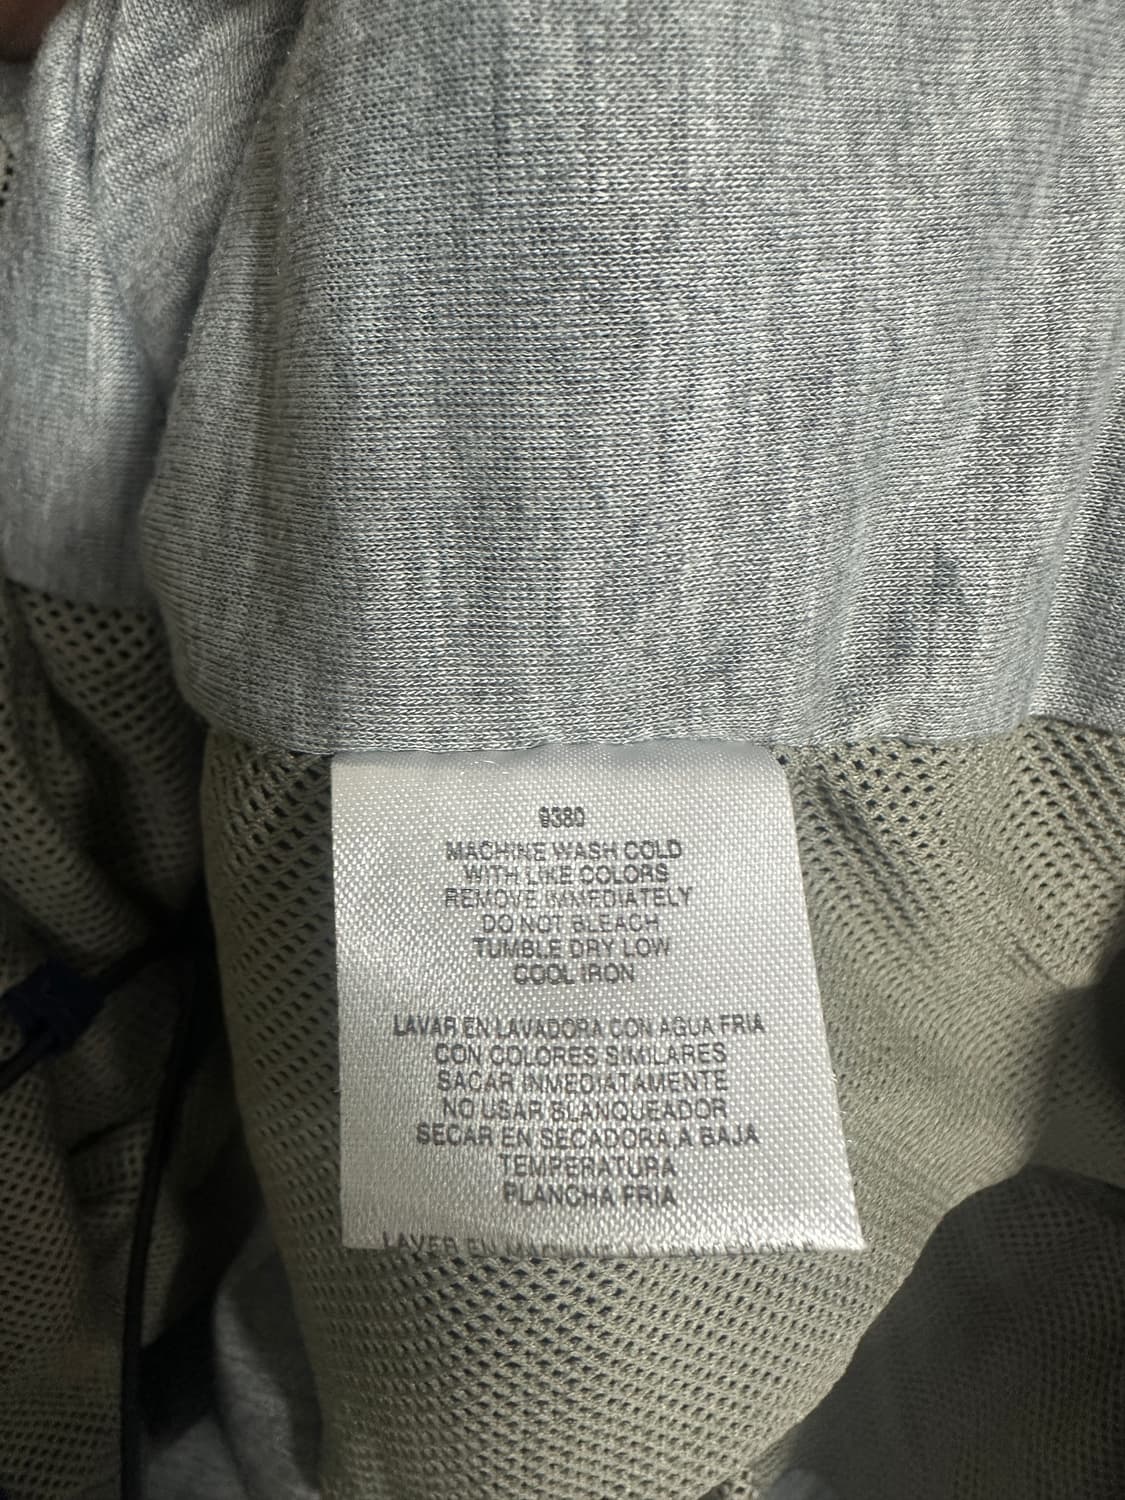 9380
MACHINE WASH COLD
WITH LIKE COLORS
REMOVE IMMEDIATELY
DO NOT BLEACH
TUMBLE DRY LOW
COOL IRON
LAVAR EN LAVADORA CON AGUA FRIA
CON COLORES SIMILARES
SACAR INMEDIATAMENTE
NO USAR BLANQUEADOR
SECAR EN SECADORA A BAJA
TEMPERATURA
PLANCHA FRIA
LAVER